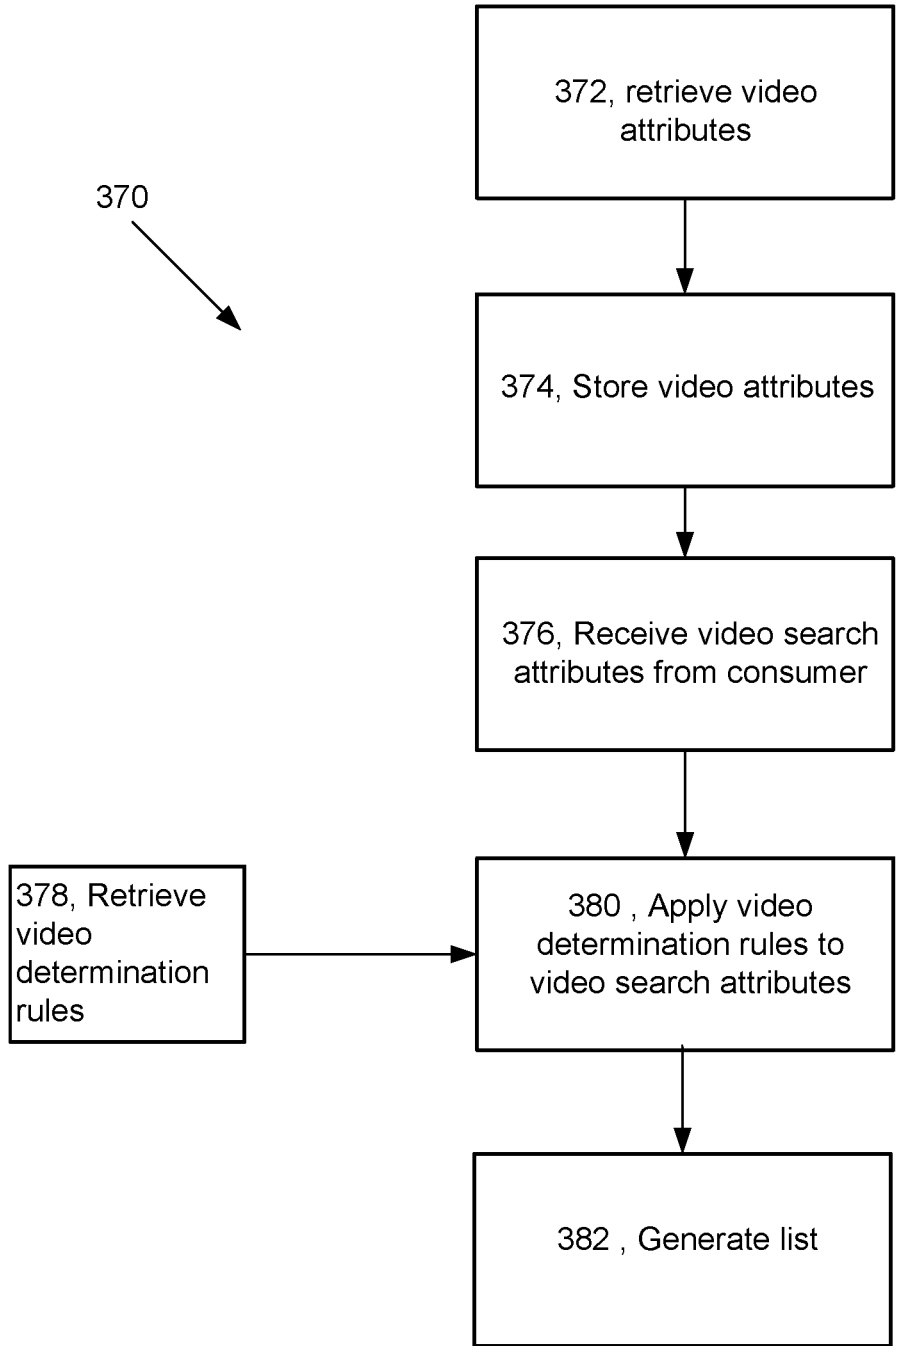 372, retrieve video
attributes
370
374, Store video attributes
376, Receive video search
attributes from consumer
378, Retrieve
video
determination
rules
380 , Apply video
determination rules to
video search attributes
382 , Generate list